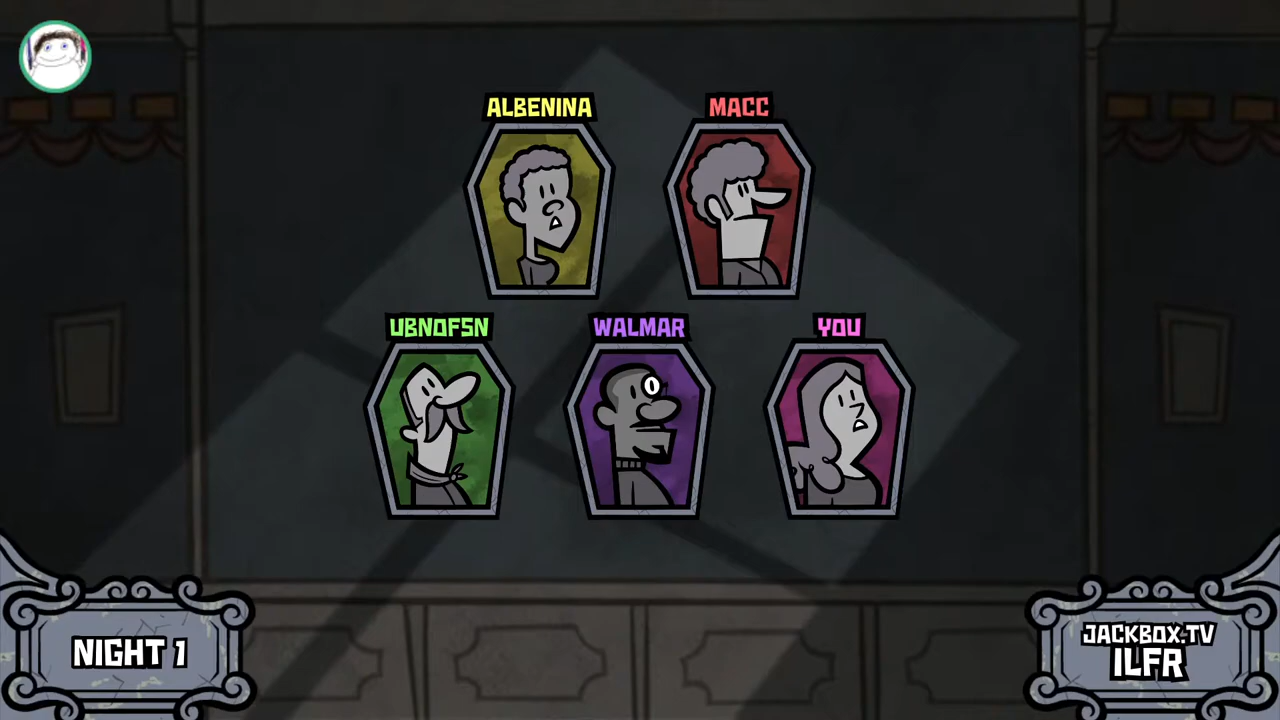 ALBENINA
MACC
UBNOFSN
WALMAR
YOU
NIGHT 1
JACKBOX.TV
ILFR